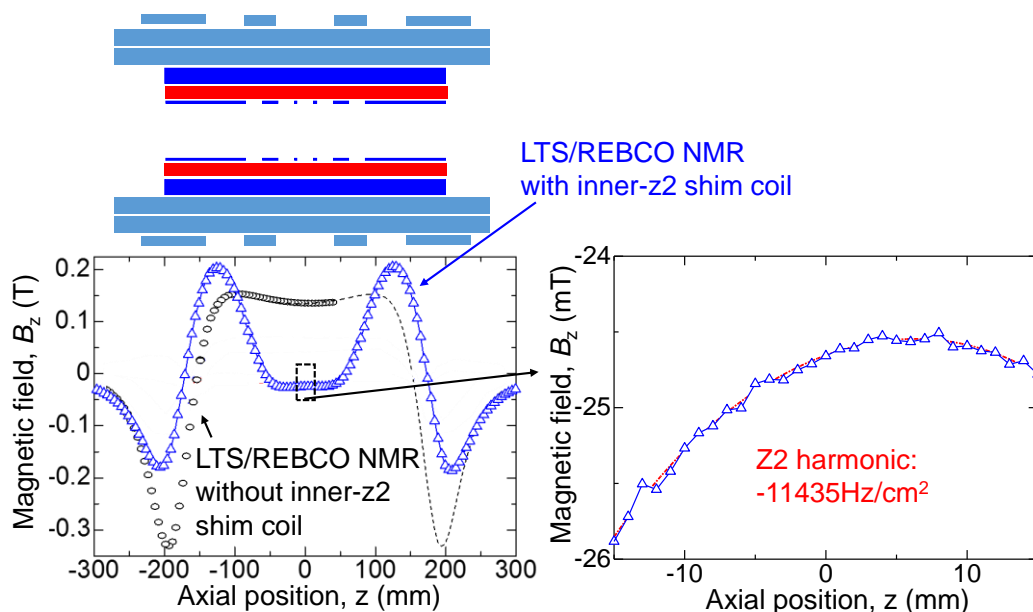 LTS/REBCO NMR
with inner-z2 shim coil
Magnetic field, Bz (T)
0.2
0.1
0
-0.1
-0.2
-0.3
LTS/REBCO NMR
without inner-z2
shim coil
-300 -200 -100 0 100 200 300
Axial position, z (mm)
Magnetic field, Bz (mT)
-24
-25
-26
Z2 harmonic:
-11435Hz/cm²
-10 0 10
Axial position, z (mm)